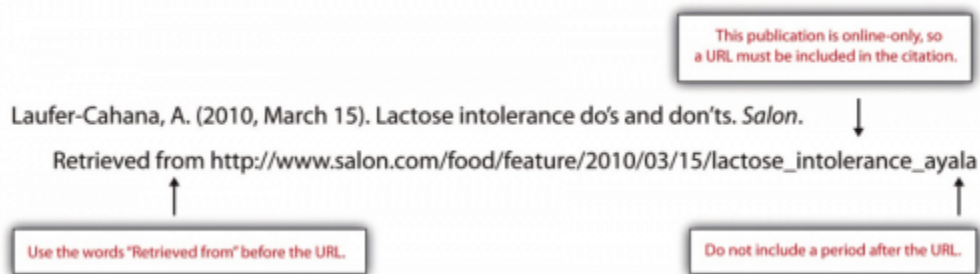 This publication is online-only, so
a URL must be included in the citation.
Laufer-Cahana, A. (2010, March 15). Lactose intolerance do's and don'ts. Salon.
Retrieved from http://www.salon.com/food/feature/2010/03/15/lactose_intolerance_ayala
Use the words "Retrieved from" before the URL.
Do not include a period after the URL.